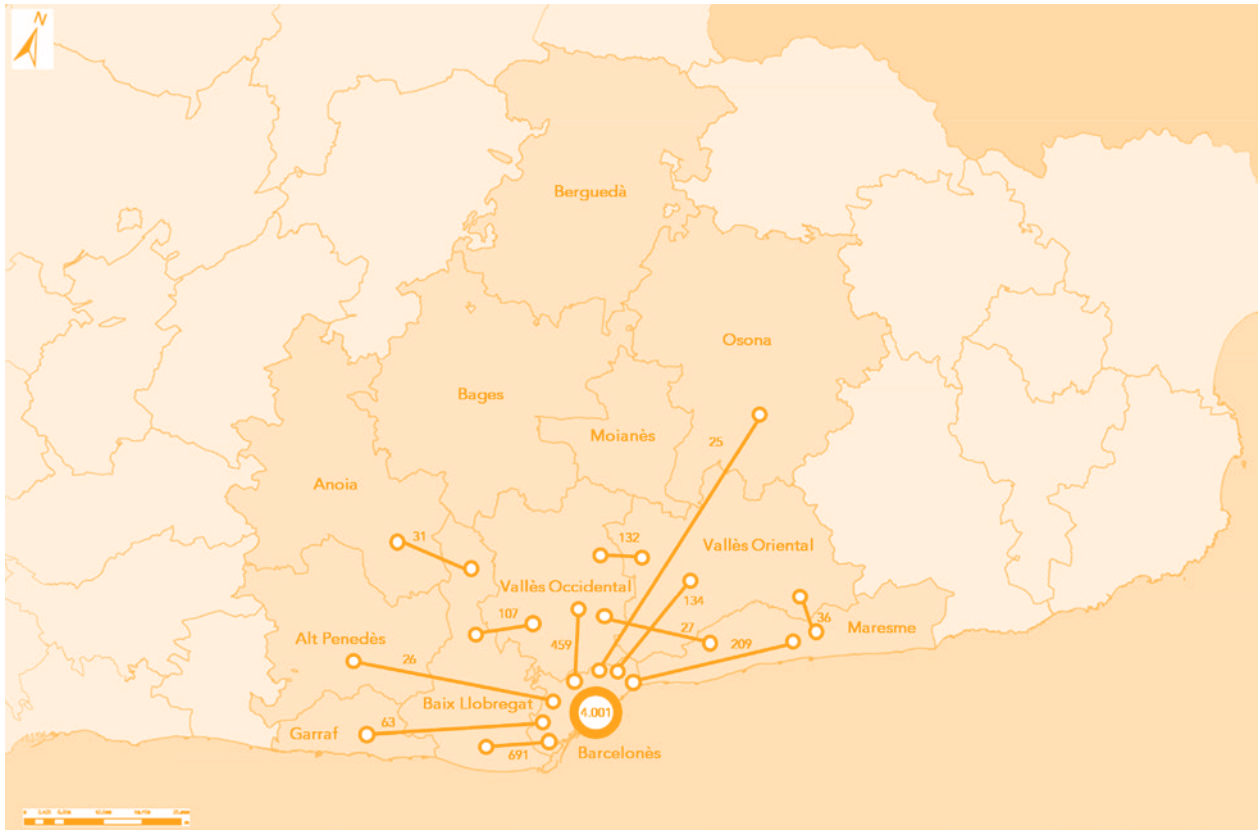 N
Berguedà
Osona
Bages
Moianès
25
Anoia
31
132
Vallès Oriental
Vallès Occidental
134
107
36
27
Maresme
Alt Penedès
459
209
26
Baix Llobregat
4.001
63
Garraf
Barcelonès
691
0